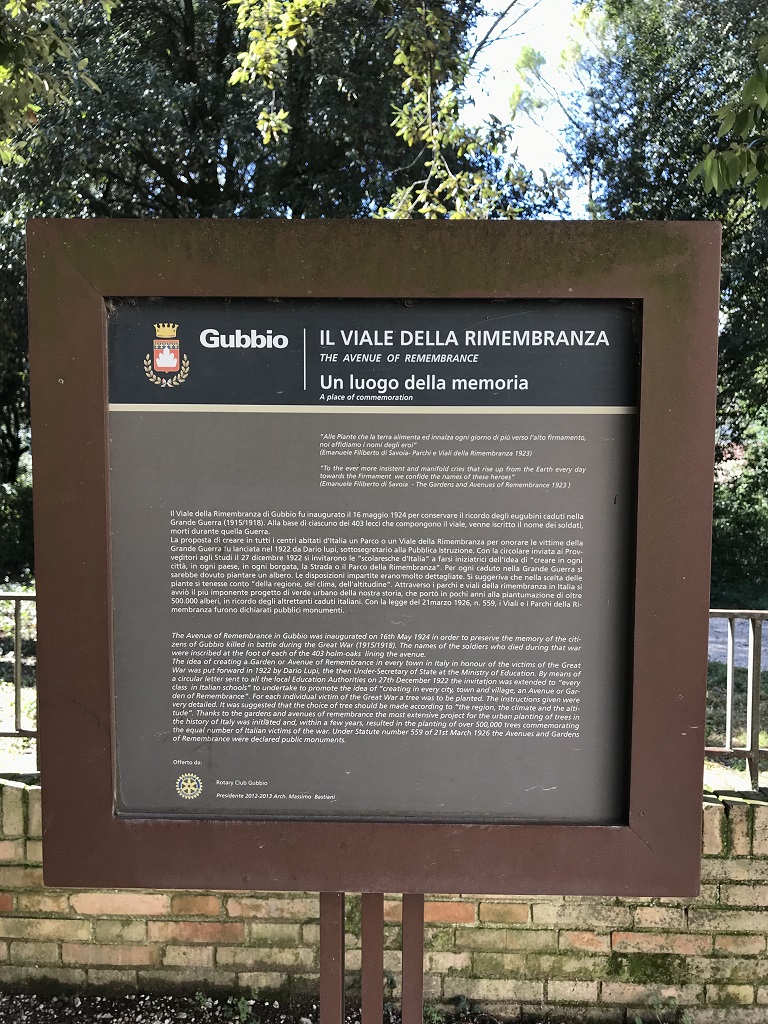 Gubbio
IL VIALE DELLA RIMEMBRANZA
THE AVENUE OF REMEMBRANCE
Un luogo della memoria
A place of commemoration
"Alle Piante che la terra alimenta ed innalza ogni giorno di più verso l'alto firmamento,
noi affidiamo i nomi degli eroi"
(Emanuele Filiberto di Savoia- Parchi e Viali della Rimembranza 1923)
"To the ever more insistent and manifold cries that rise up from the Earth every day
towards the Firmament we confide the names of these heroes"
(Emanuele Filiberto di Savoia - The Gardens and Avenues of Remembrance 1923 )
Il Viale della Rimembranza di Gubbio fu inaugurato il 16 maggio 1924 per conservare il ricordo degli eugubini caduti nella
Grande Guerra (1915/1918). Alla base di ciascuno dei 403 lecci che compongono il viale, venne iscritto il nome dei soldati,
morti durante quella Guerra.
La proposta di creare in tutti i centri abitati d'Italia un Parco o un Viale della Rimembranza per onorare le vittime della
Grande Guerra fu lanciata nel 1922 da Dario lupi, sottosegretario alla Pubblica Istruzione. Con la circolare inviata ai Prov-
veditori agli Studi il 27 dicembre 1922 si invitarono le "scolaresche d'Italia" a farsi iniziatrici dell'idea di "creare in ogni
città, in ogni paese, in ogni borgata, la Strada o il Parco della Rimembranza". Per ogni caduto nella Grande Guerra si
sarebbe dovuto piantare un albero. Le disposizioni impartite erano molto dettagliate. Si suggeriva che nella scelta delle
piante si tenesse conto "della regione, del clima, dell'altitudine". Attraverso i parchi e viali della rimembranza in Italia si
avviò il più imponente progetto di verde urbano della nostra storia, che portò in pochi anni alla piantumazione di oltre
500.000 alberi, in ricordo degli altrettanti caduti italiani. Con la legge del 21marzo 1926, n. 559, i Viali e i Parchi della Ri-
membranza furono dichiarati pubblici monumenti.
The Avenue of Remembrance in Gubbio was inaugurated on 16th May 1924 in order to preserve the memory of the citi-
zens of Gubbio killed in battle during the Great War (1915/1918). The names of the soldiers who died during that war
were inscribed at the foot of each of the 403 holm-oaks lining the avenue.
The idea of creating a Garden or Avenue of Remembrance in every town in Italy in honour of the victims of the Great
War was put forward in 1922 by Dario Lupi, the then Under-Secretary of State at the Ministry of Education. By means of
a circular letter sent to all the local Education Authorities on 27th December 1922 the invitation was extended to "every
class in Italian schools" to undertake to promote the idea of "creating in every city, town and village, an Avenue or Gar-
den of Remembrance". For each individual victim of the Great War a tree was to be planted. The instructions given were
very detailed. It was suggested that the choice of tree should be made according to "the region, the climate and the alti-
tude". Thanks to the gardens and avenues of remembrance the most extensive project for the urban planting of trees in
the history of Italy was initiated and, within a few years, resulted in the planting of over 500,000 trees commemorating
the equal number of Italian victims of the war. Under Statute number 559 of 21st March 1926 the Avenues and Gardens
of Remembrance were declared public monuments.
Offerto da:
Rotary Club Gubbio
Presidente 2012-2013 Arch. Massimo Bastiani